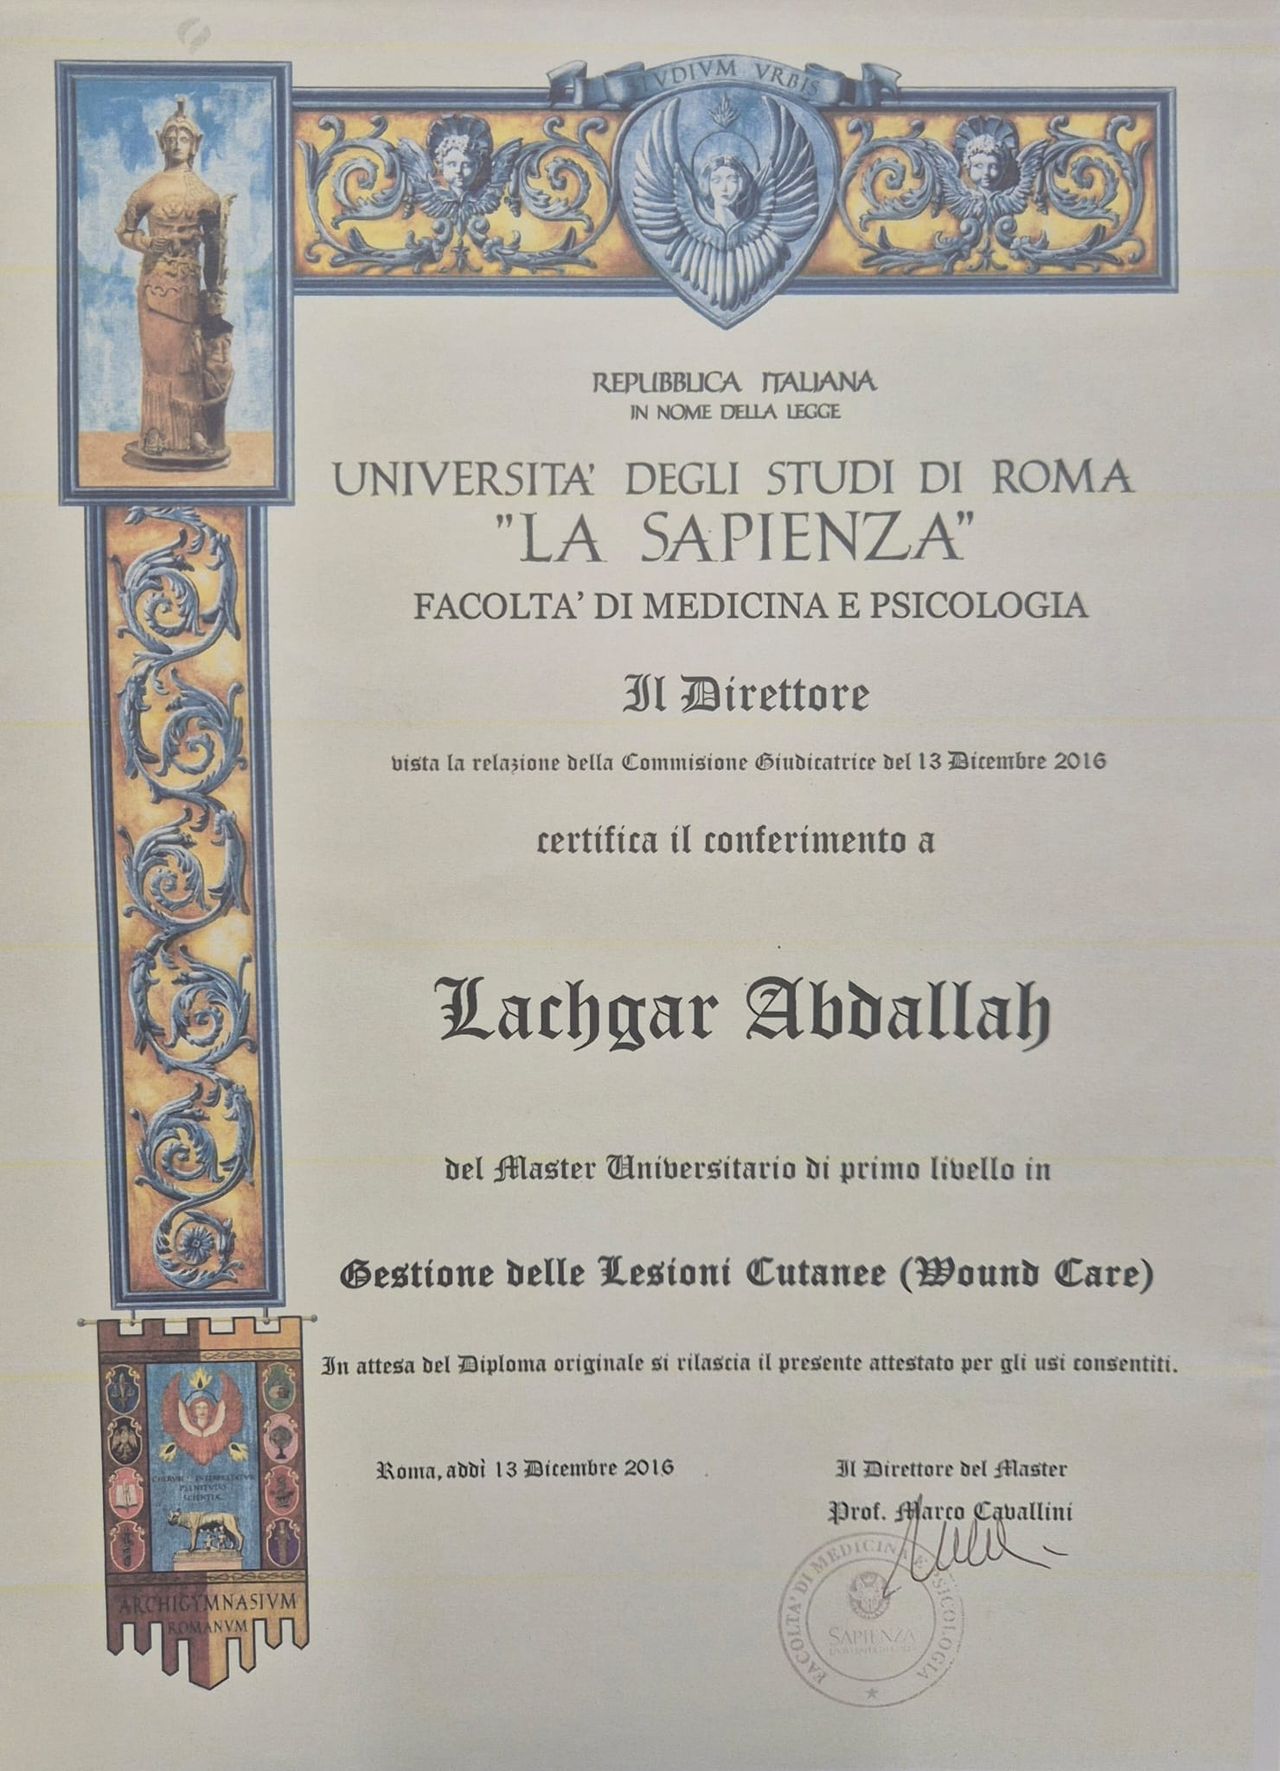 STVDIVM VRBIS
REPUBBLICA ITALIANA
IN NOME DELLA LEGGE
UNIVERSITA' DEGLI STUDI DI ROMA
"LA SAPIENZA"
FACOLTA' DI MEDICINA E PSICOLOGIA
Il Direttore
vista la relazione della Commisione Giudicatrice del 13 Dicembre 2016
certifica il conferimento a
Lachgar Abdallah
del Master Universitario di primo livello in
Gestione delle Lesioni Cutanee (Wound Care)
In attesa del Diploma originale si rilascia il presente attestato per gli usi consentiti.
Roma, addì 13 Dicembre 2016
Il Direttore del Master
Prof. Marco Cavallini
FACOLTA' DI MEDICINA E PSICOLOGIA
SAPIENZA
ARCHIGYMNASIVM
ROMANVM